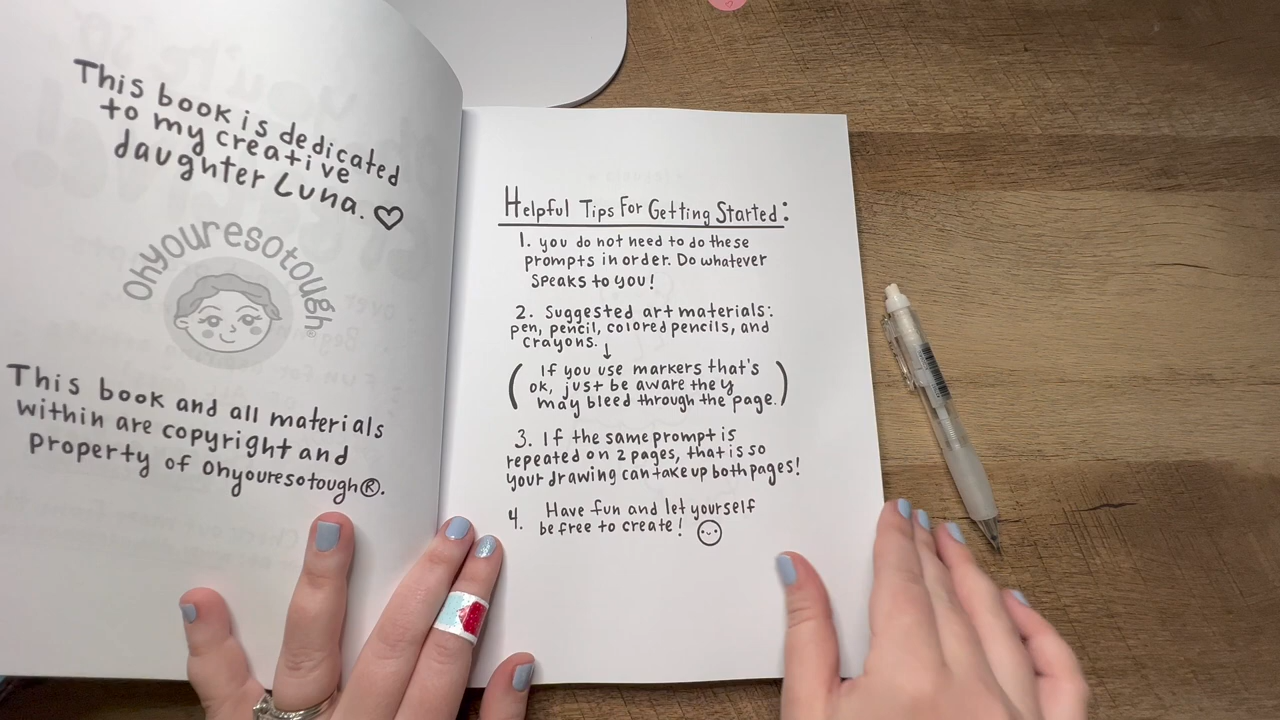 This book is dedicated
to my creative
daughter Luna. ♡
ohyouresotough®
This book and all materials
within are copyright and
property of ohyouresotough®.
Helpful Tips For Getting Started:
1. you do not need to do these
prompts in order. Do whatever
speaks to you!
2. Suggested art materials:
pen, pencil, colored pencils, and
crayons. ↓
( If you use markers that's
ok, just be aware they
may bleed through the page. )
3. If the same prompt is
repeated on 2 pages, that is so
your drawing can take up both pages!
4. Have fun and let yourself
be free to create!